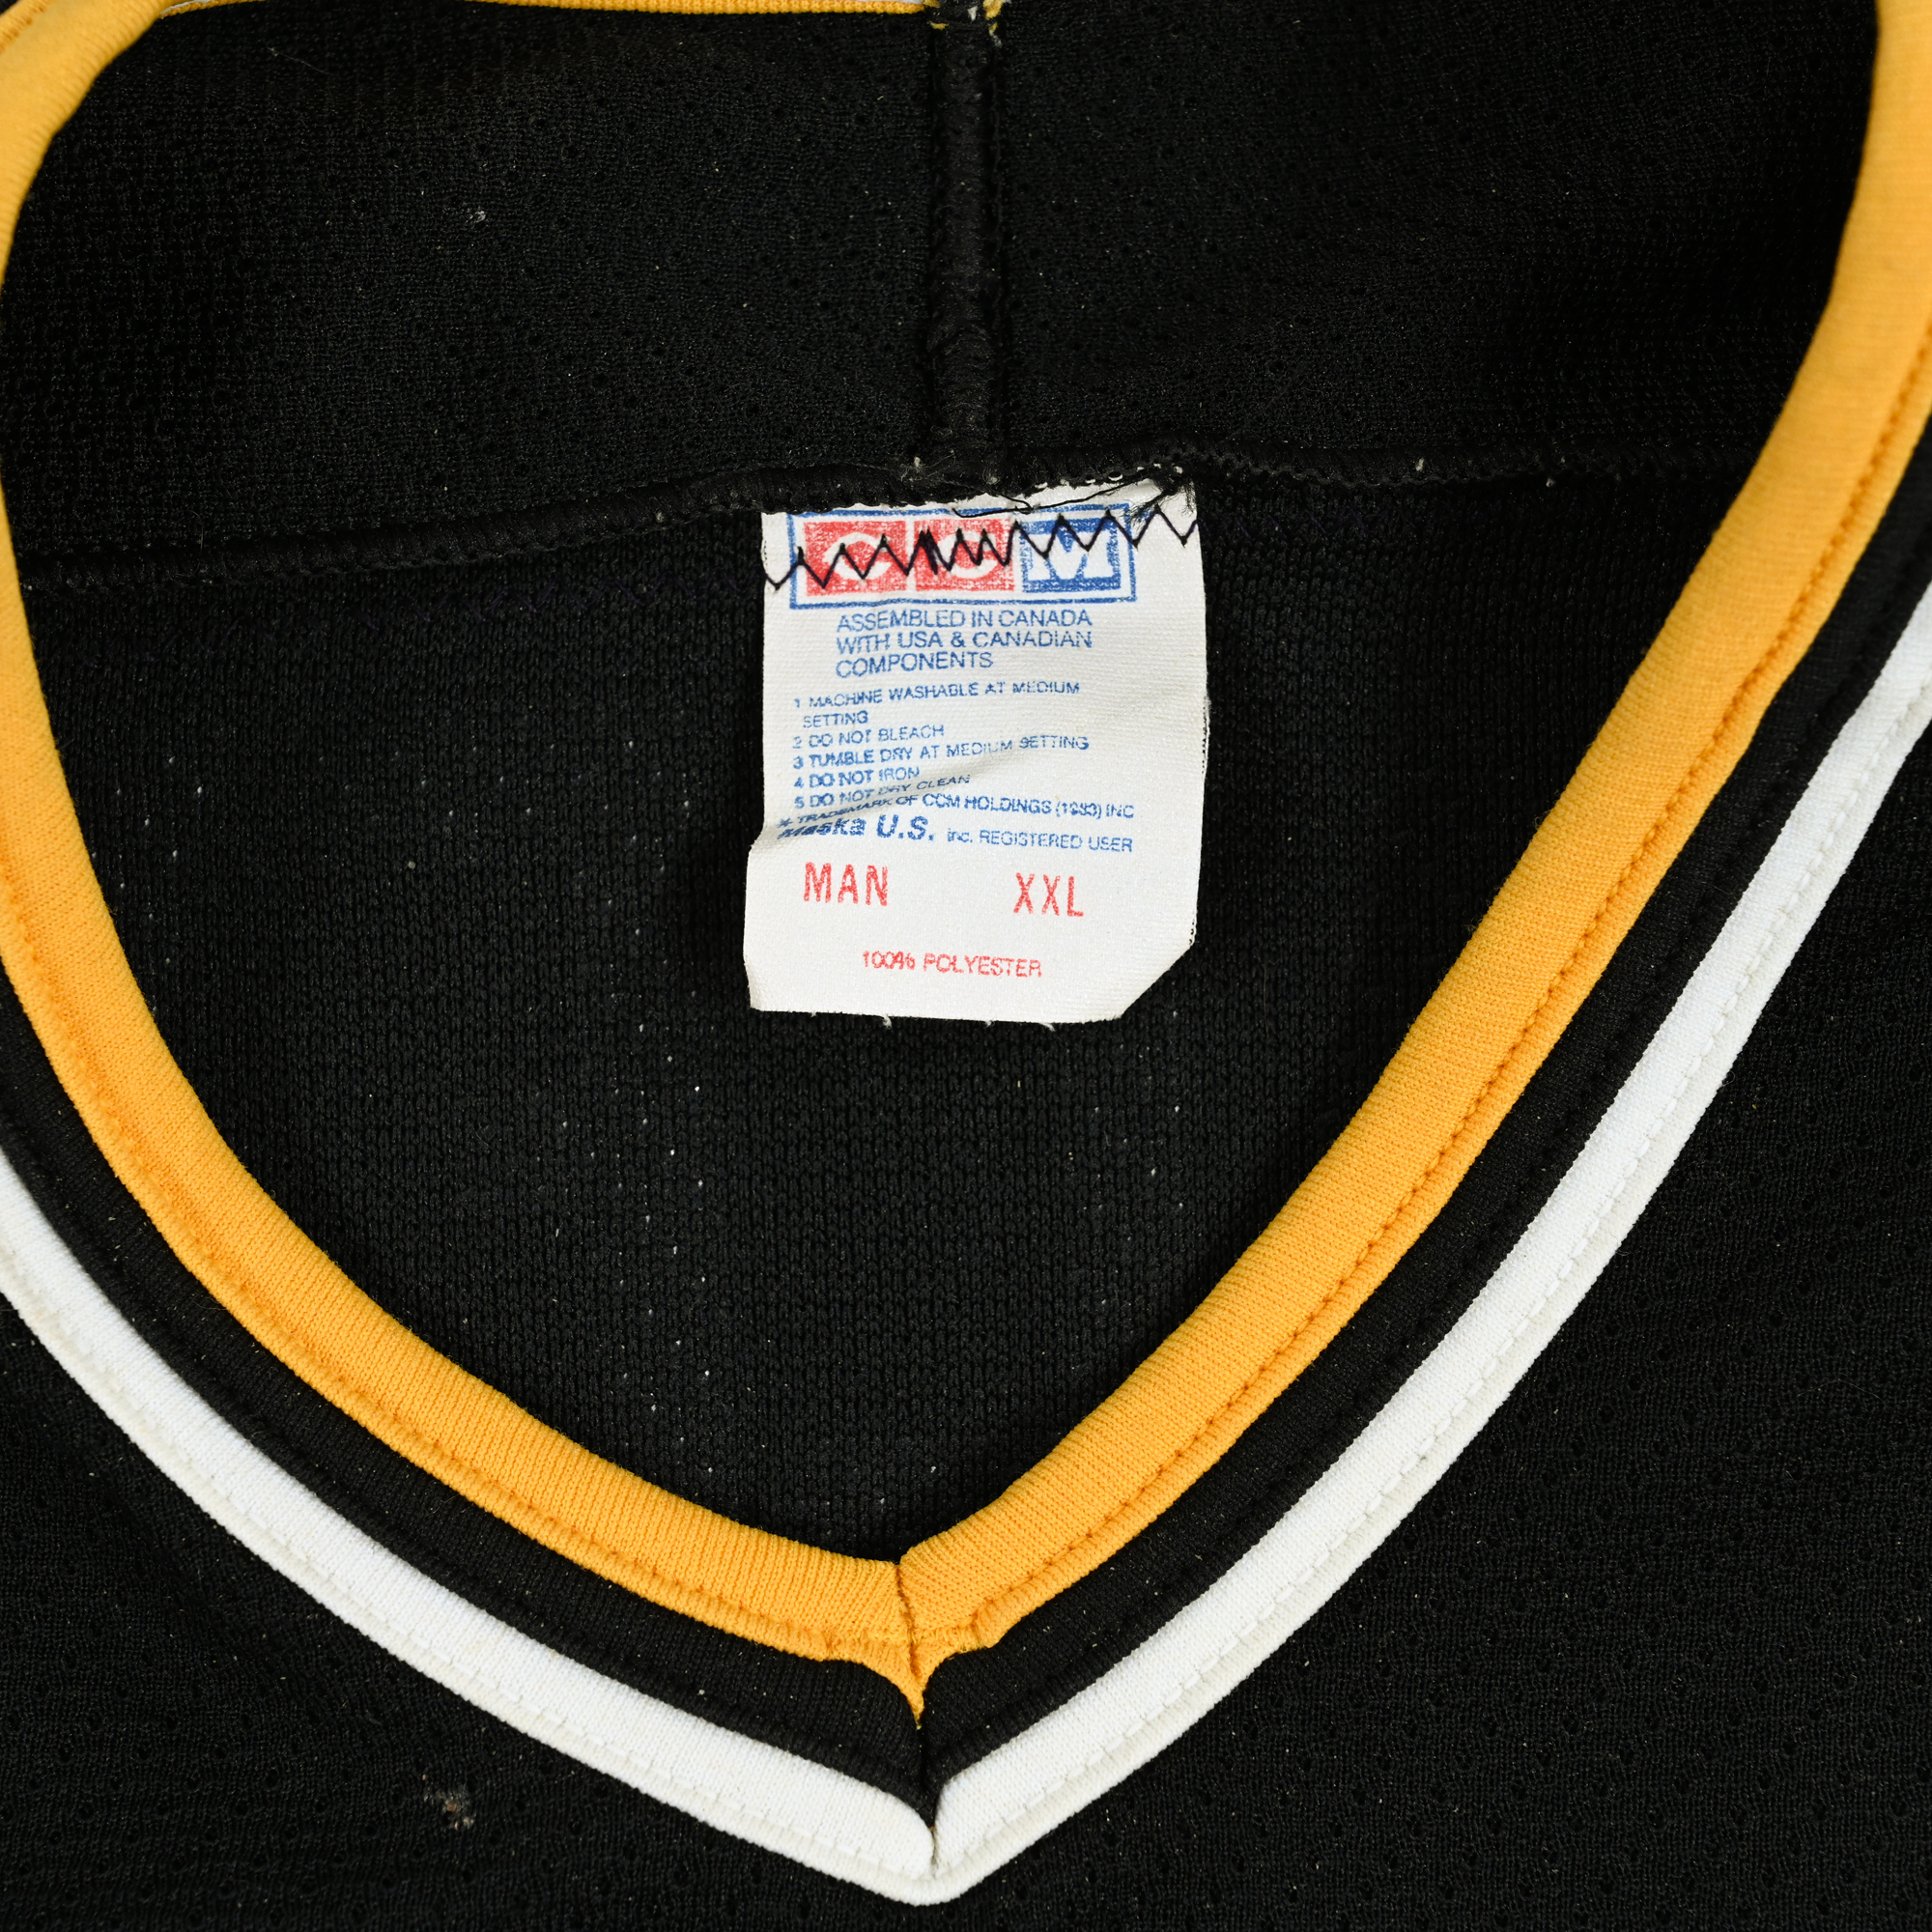 CCM
ASSEMBLED IN CANADA
WITH USA & CANADIAN
COMPONENTS
1 MACHINE WASHABLE AT MEDIUM
SETTING
2 DO NOT BLEACH
3 TUMBLE DRY AT MEDIUM SETTING
4 DO NOT IRON
5 DO NOT DRY CLEAN
* TRADEMARK OF CCM HOLDINGS (1983) INC
Maska U.S. inc. REGISTERED USER
MAN XXL
100% POLYESTER